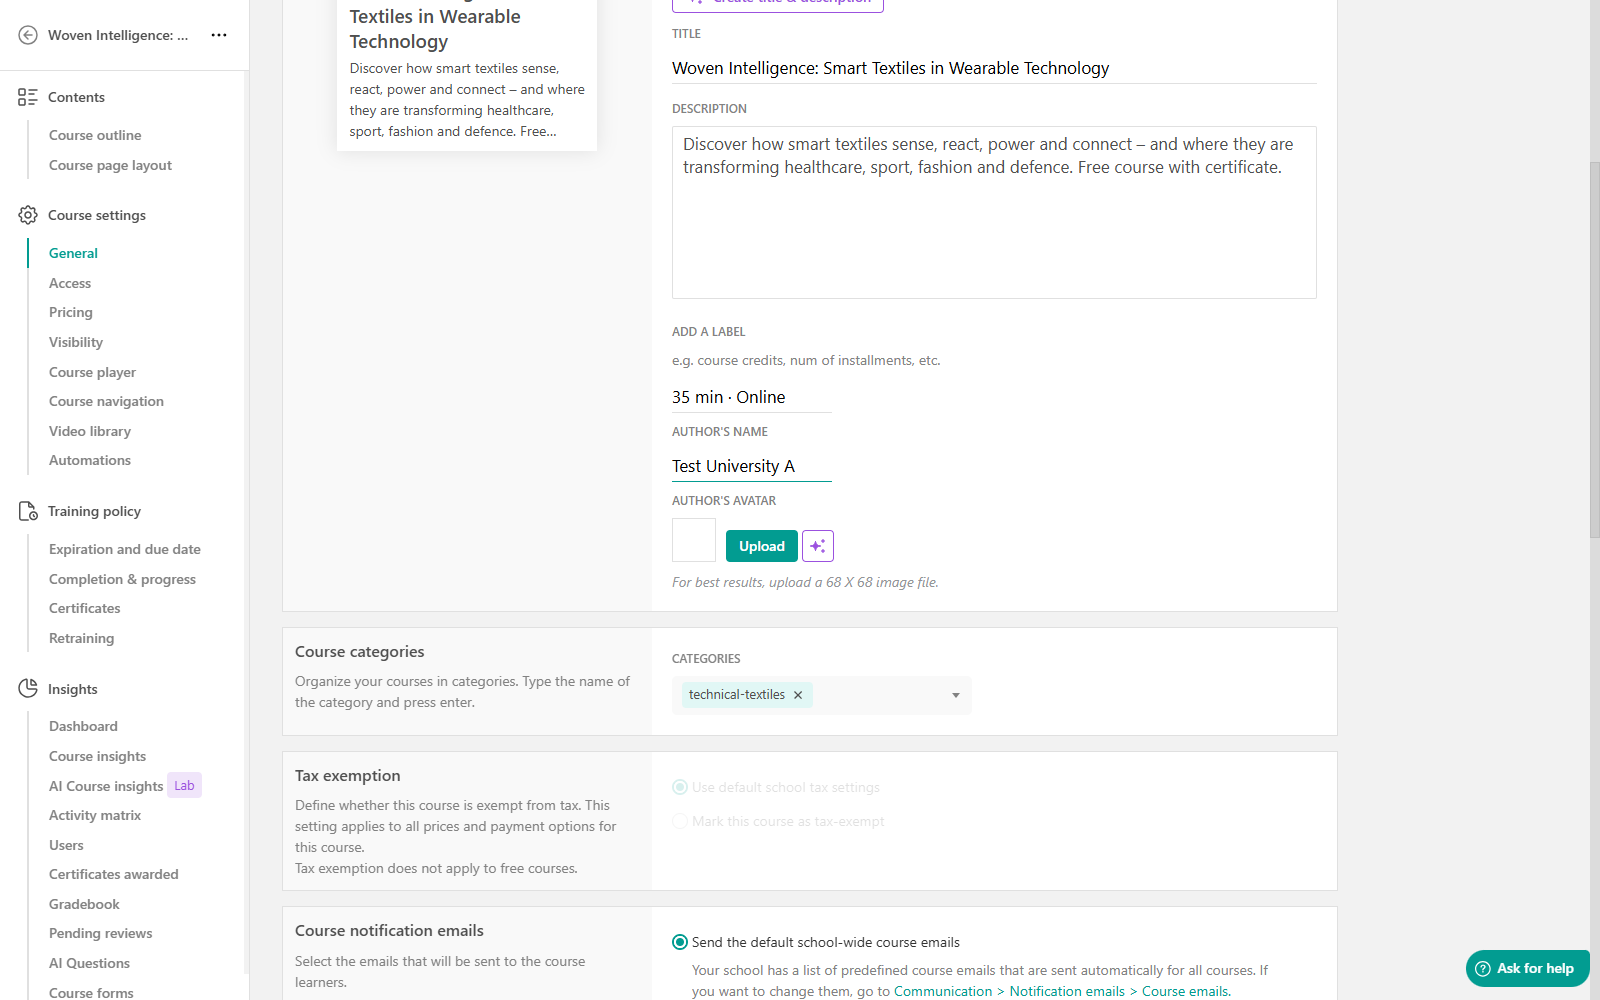 Woven Intelligence: ...
Contents
Course outline
Course page layout
Course settings
General
Access
Pricing
Visibility
Course player
Course navigation
Video library
Automations
Training policy
Expiration and due date
Completion & progress
Certificates
Retraining
Insights
Dashboard
Course insights
AI Course insights Lab
Activity matrix
Users
Certificates awarded
Gradebook
Pending reviews
AI Questions
Course forms
Textiles in Wearable
Technology
Discover how smart textiles sense,
react, power and connect – and where
they are transforming healthcare,
sport, fashion and defence. Free...
Create title & description
TITLE
Woven Intelligence: Smart Textiles in Wearable Technology
DESCRIPTION
Discover how smart textiles sense, react, power and connect – and where they are
transforming healthcare, sport, fashion and defence. Free course with certificate.
ADD A LABEL
e.g. course credits, num of installments, etc.
35 min · Online
AUTHOR'S NAME
Test University A
AUTHOR'S AVATAR
Upload
For best results, upload a 68 X 68 image file.
Course categories
Organize your courses in categories. Type the name of
the category and press enter.
CATEGORIES
technical-textiles
Tax exemption
Define whether this course is exempt from tax. This
setting applies to all prices and payment options for
this course.
Tax exemption does not apply to free courses.
Use default school tax settings
Mark this course as tax-exempt
Course notification emails
Select the emails that will be sent to the course
learners.
Send the default school-wide course emails
Your school has a list of predefined course emails that are sent automatically for all courses. If
you want to change them, go to Communication > Notification emails > Course emails.
Ask for help